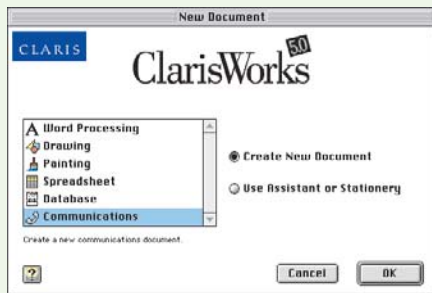 New Document
CLARIS
ClarisWorks 5.0
Word Processing
Drawing
Painting
Spreadsheet
Database
Communications
Create New Document
Use Assistant or Stationery
Create a new communications document.
?
Cancel
OK